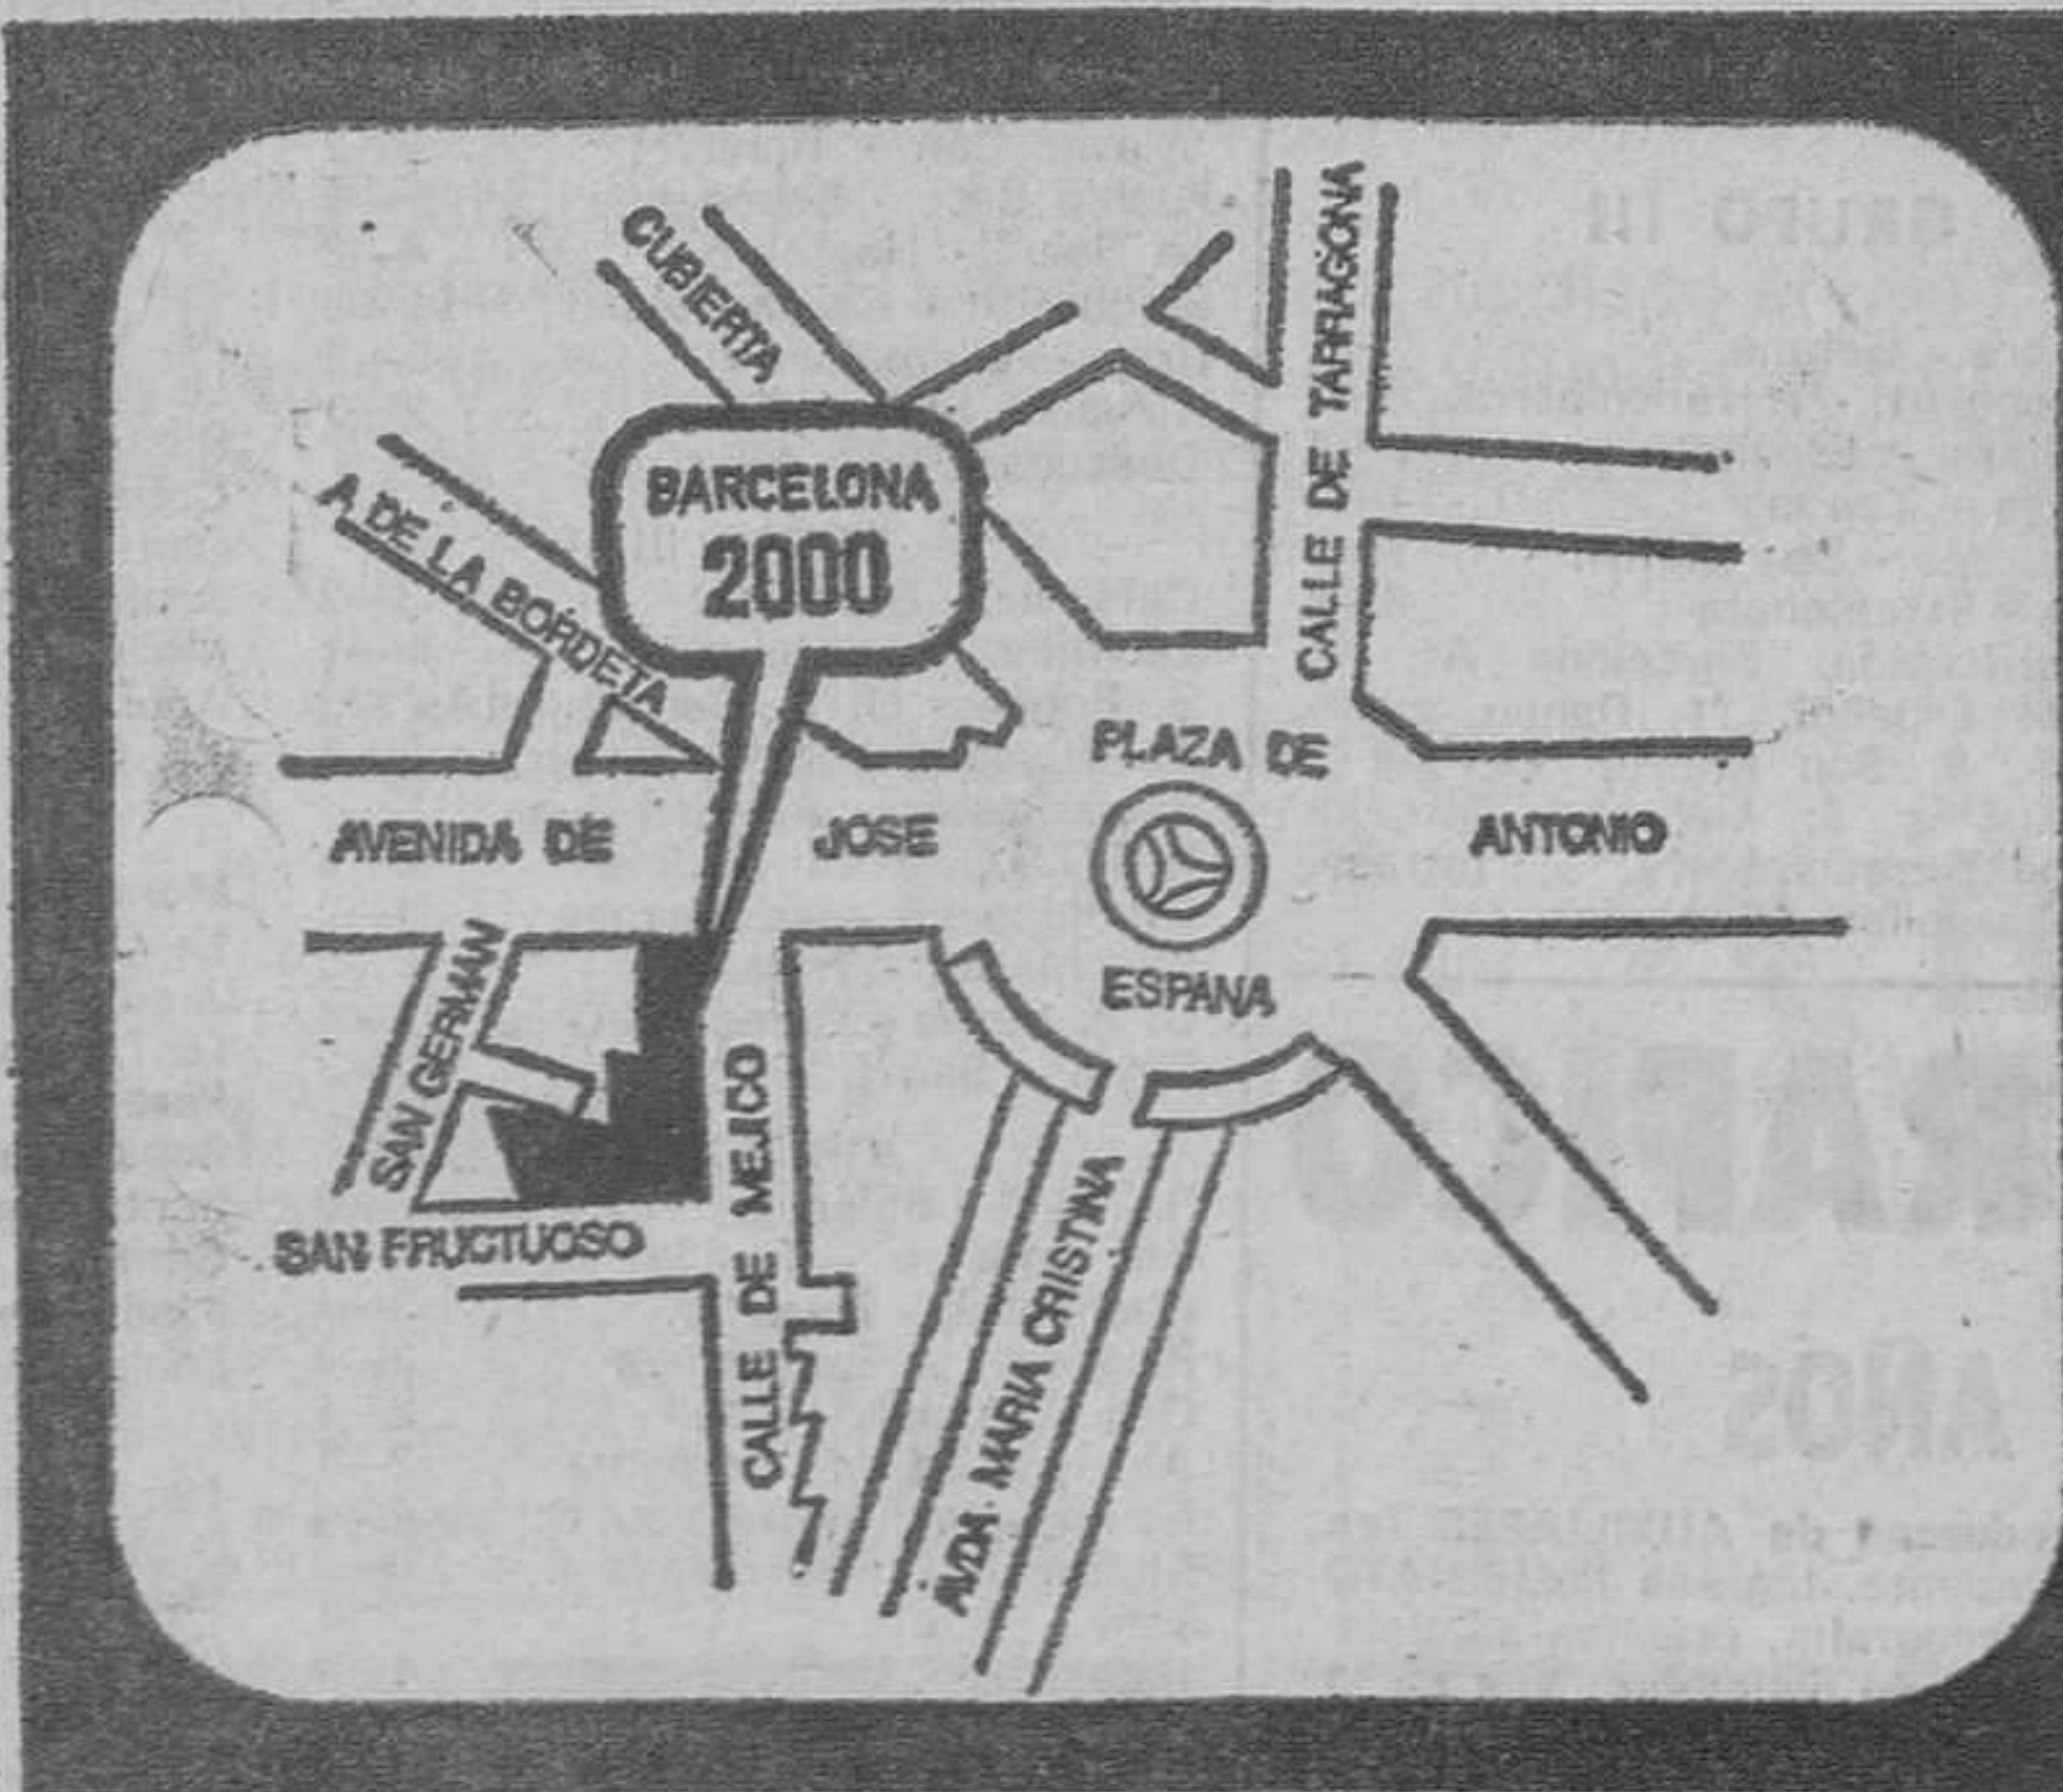 CUBIERTA
CALLE DE TARRAGONA
A DE LA BORDETA
BARCELONA
2000
PLAZA DE
ESPANA
AVENIDA DE JOSE ANTONIO
SAN GERMAN
SAN FRUCTUOSO
CALLE DE MEJICO
AVDA. MARIA CRISTINA